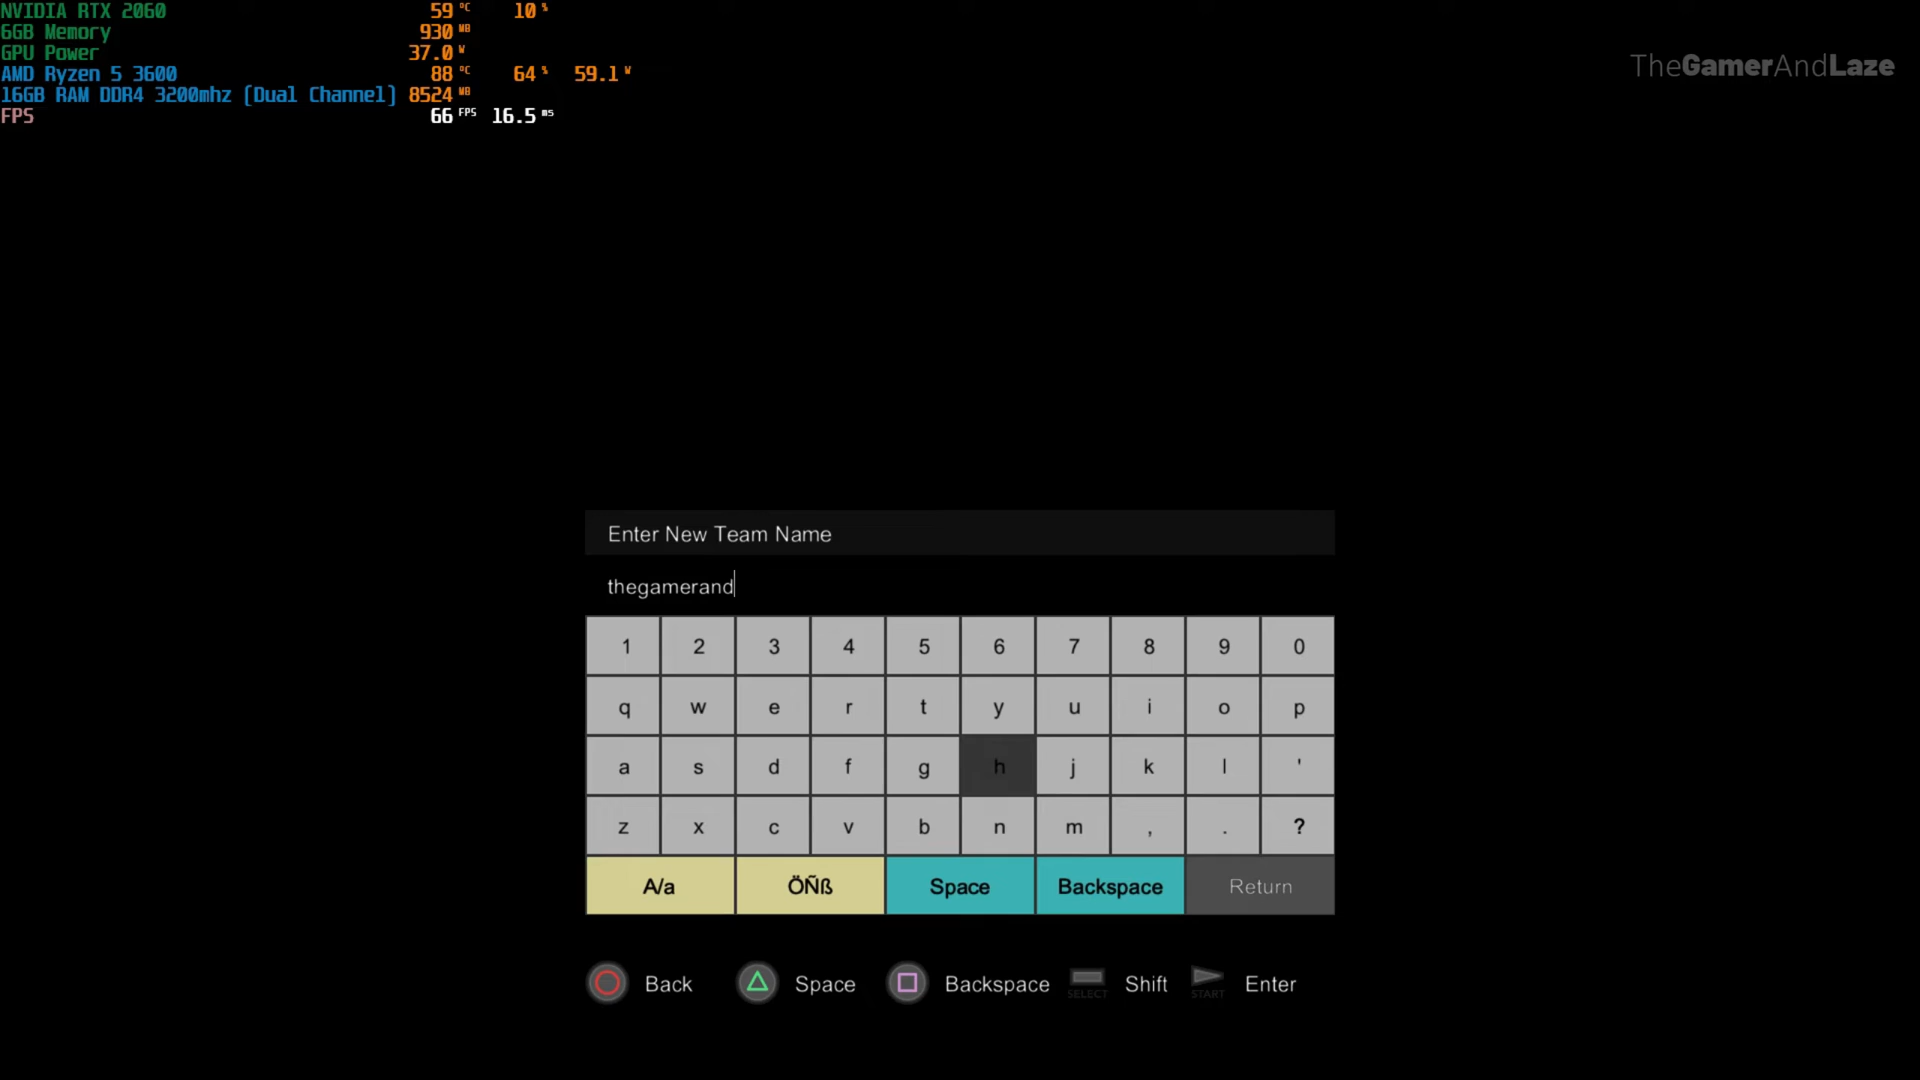 NVIDIA RTX 2060 59 °C 10 %
6GB Memory 930 MB
GPU Power 37.0 W
AMD Ryzen 5 3600 88 °C 64 % 59.1 W
16GB RAM DDR4 3200mhz (Dual Channel) 8524 MB
FPS 66 FPS 16.5 ms
TheGamerAndLaze
Enter New Team Name
thegamerand
1 2 3 4 5 6 7 8 9 0
q w e r t y u i o p
a s d f g h j k l '
z x c v b n m , . ?
A/a ÖÑß Space Backspace Return
Back Space Backspace SELECT Shift START Enter